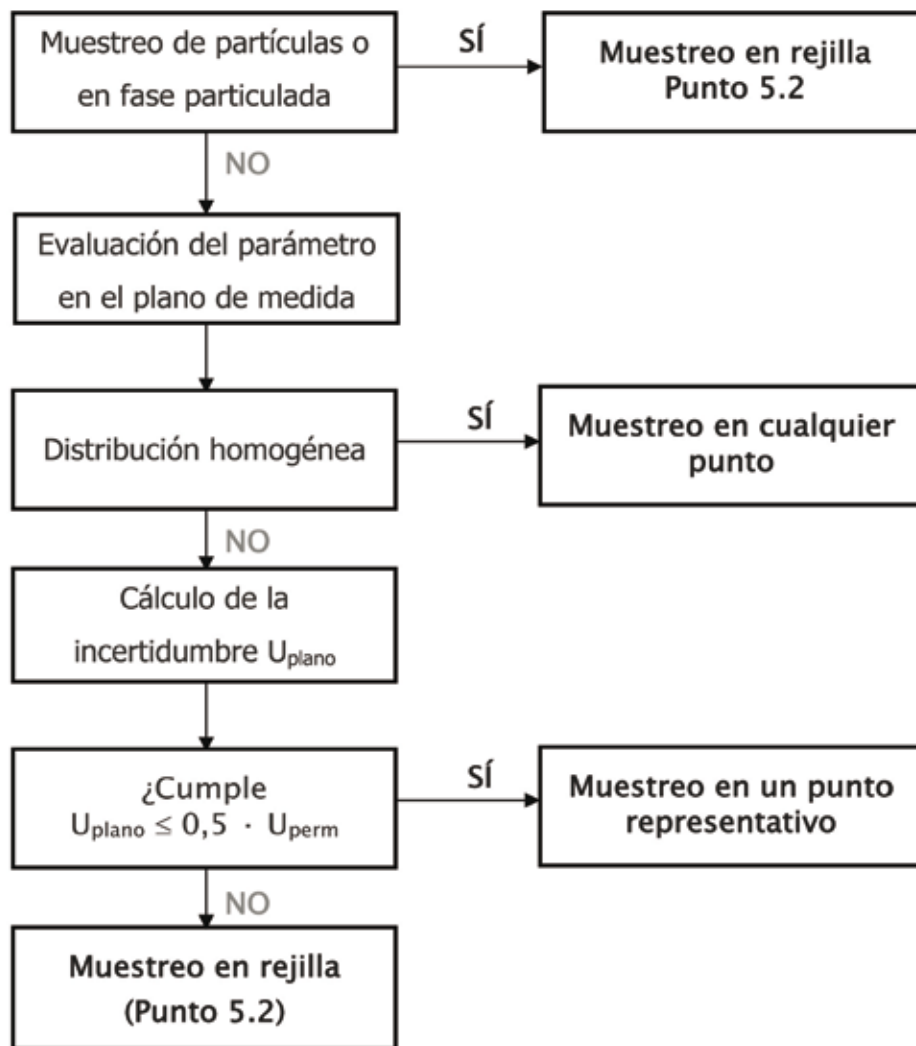 Muestreo de partículas o
en fase particulada
SÍ
Muestreo en rejilla
Punto 5.2
NO
Evaluación del parámetro
en el plano de medida
Distribución homogénea
SÍ
Muestreo en cualquier
punto
NO
Cálculo de la
incertidumbre Uplano
¿Cumple
Uplano ≤ 0,5 · Uperm
SÍ
Muestreo en un punto
representativo
NO
Muestreo en rejilla
(Punto 5.2)